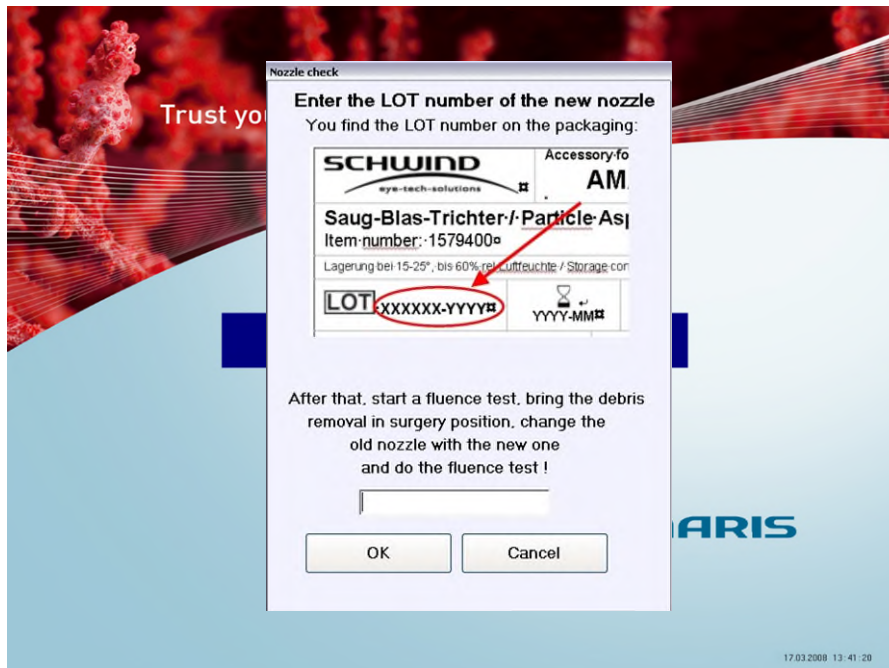 Nozzle check
Trust yo
Enter the LOT number of the new nozzle
You find the LOT number on the packaging:
SCHWIND
eye-tech-solutions ¤
Accessory·fo
AM
Saug-Blas-Trichter·/·Particle·Asp
Item·number:·1579400¤
Lagerung·bei·15-25°,·bis·60%·rel·Luftfeuchte·/·Storage·con
LOT XXXXXX-YYYY¤
YYYY-MM¤
After that, start a fluence test, bring the debris
removal in surgery position, change the
old nozzle with the new one
and do the fluence test !
ARIS
OK
Cancel
17.03.2008 13:41:20